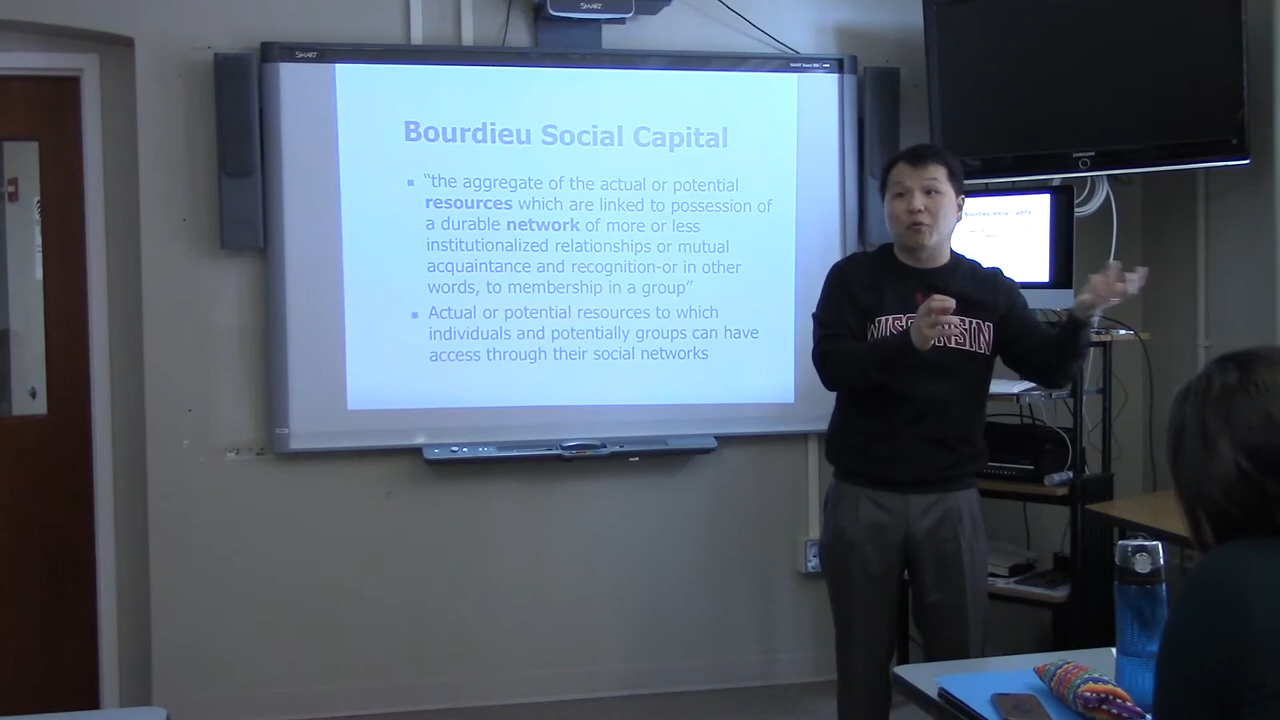 SMART
SMART
Bourdieu Social Capital
"the aggregate of the actual or potential
resources which are linked to possession of
a durable network of more or less
institutionalized relationships or mutual
acquaintance and recognition-or in other
words, to membership in a group"
Actual or potential resources to which
individuals and potentially groups can have
access through their social networks
SAMSUNG
WISCONSIN